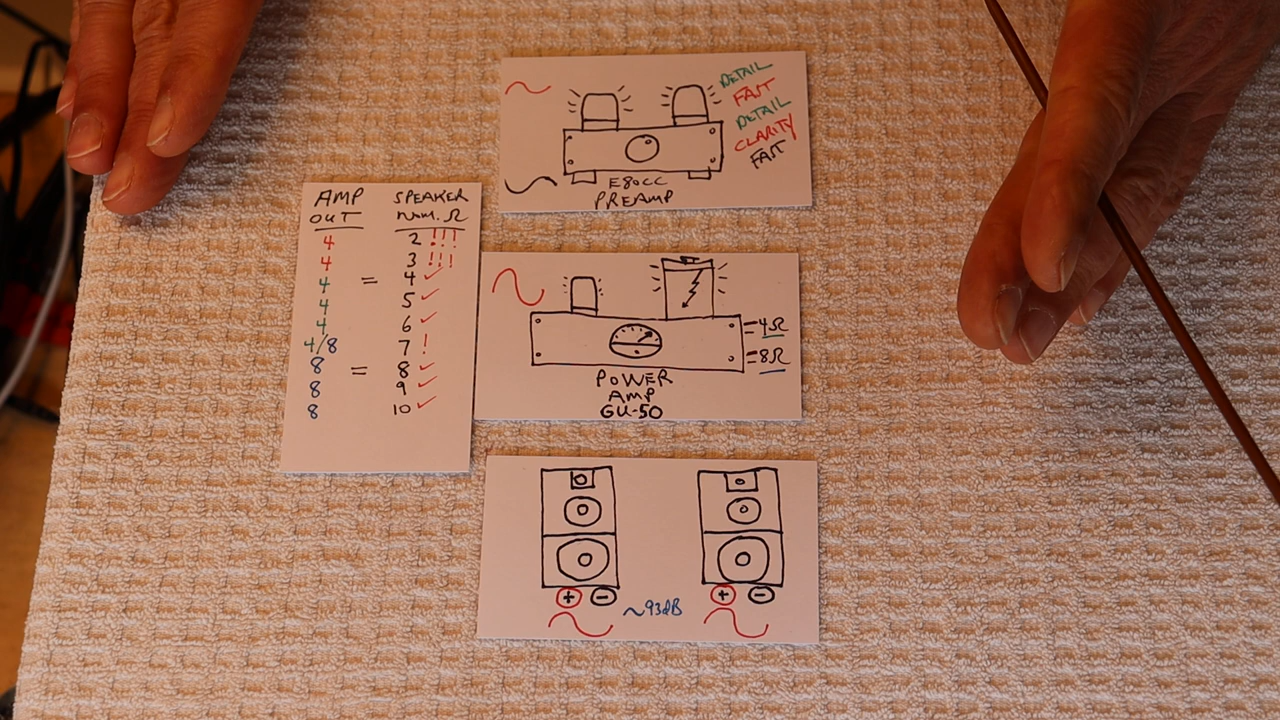 DETAIL
FAST
DETAIL
CLARITY
FAST
E80CC
PREAMP
AMP SPEAKER
OUT NOM. Ω
4 2 !!!
4 3 !!!
4 = 4 ✓
4 5 ✓
4 6 ✓
4/8 7 !
8 = 8 ✓
8 9 ✓
8 10 ✓
4Ω
8Ω
POWER
AMP
GU-50
+ − ~93dB + −